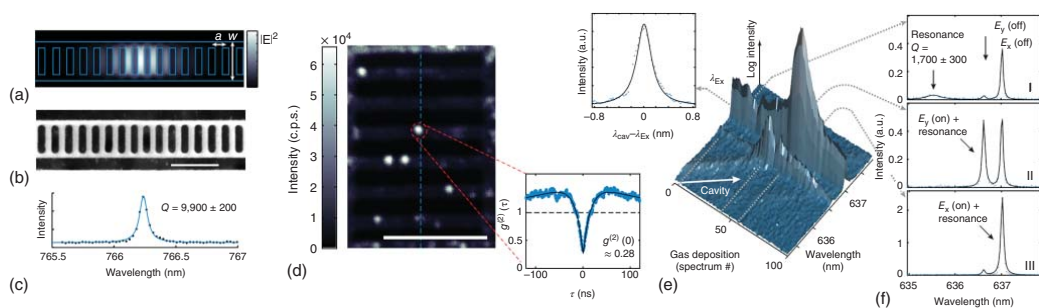 a w
|E|²
(a)
(b)
Intensity
Q = 9,900 ± 200
765.5 766 766.5 767
Wavelength (nm)
(c)
× 10⁴
6
5
4
3
2
1
0
Intensity (c.p.s.)
(d)
g⁽²⁾ (τ)
1
0.5
0
g⁽²⁾ (0)
≈ 0.28
−100 0 100
τ (ns)
Intensity (a.u.)
−0.8 0 0.8
λcav–λEx (nm)
λEx
Log intensity
Cavity
0
50
100
Gas deposition
(spectrum #)
637
636
Wavelength
(nm)
(e)
Ey (off)
Ex (off)
Resonance
Q =
1,700 ± 300
0.4
0.2
0
I
Ey (on) +
resonance
0.4
0.2
0
II
Intensity (a.u.)
Ex (on) +
resonance
2
1
0
III
635 636 637
Wavelength (nm)
(f)